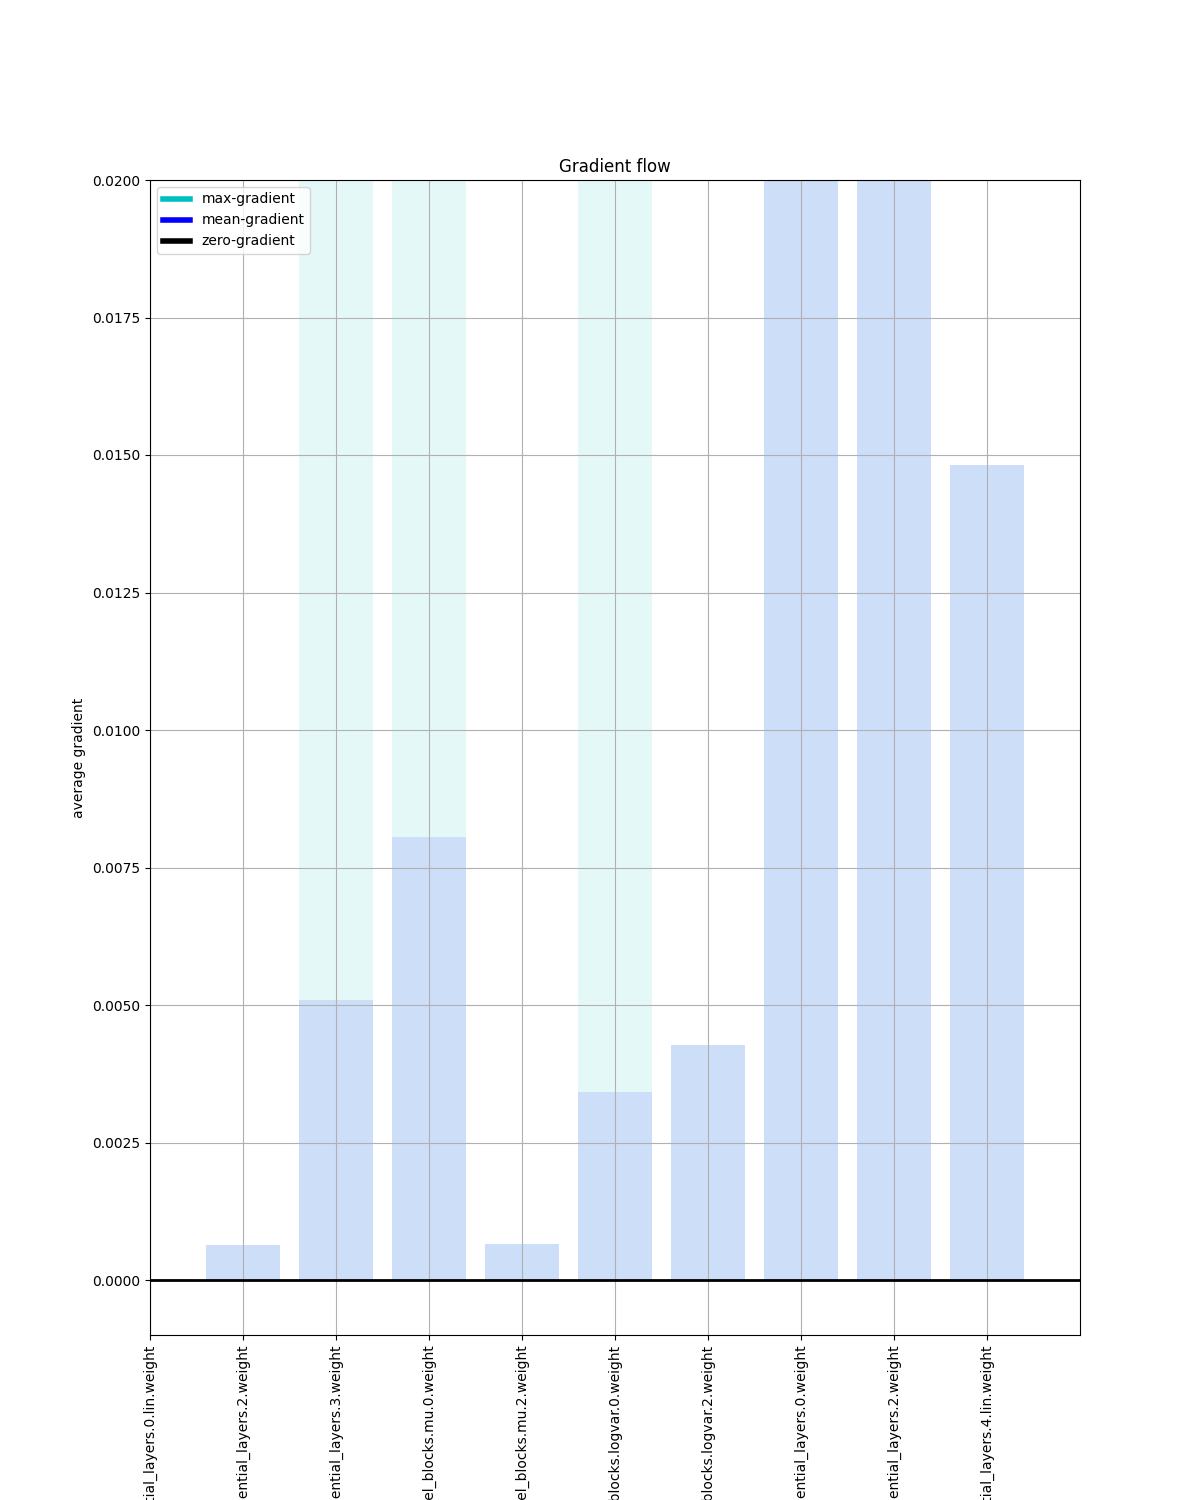 Gradient flow
max-gradient
mean-gradient
zero-gradient
0.0200
0.0175
0.0150
0.0125
0.0100
0.0075
0.0050
0.0025
0.0000
average gradient
tial_layers.0.lin.weight
ential_layers.2.weight
ential_layers.3.weight
el_blocks.mu.0.weight
el_blocks.mu.2.weight
blocks.logvar.0.weight
blocks.logvar.2.weight
ential_layers.0.weight
ential_layers.2.weight
tial_layers.4.lin.weight